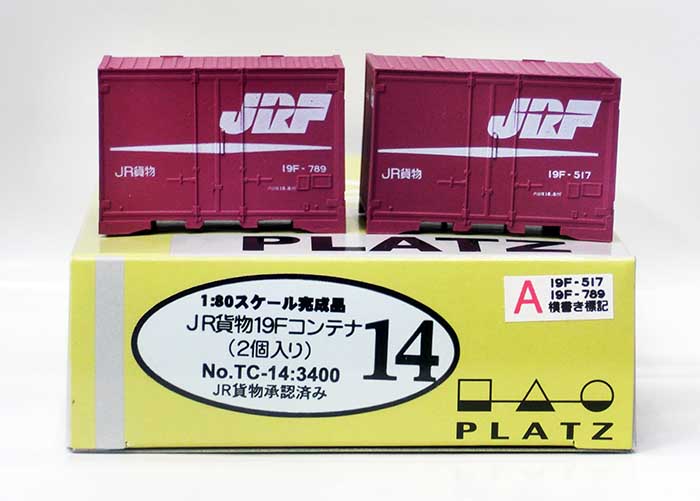 JRF
JR貨物
19F-789
JRF
JR貨物
19F-517
PLATZ
1:80スケール完成品
JR貨物19Fコンテナ
(2個入り)
No.TC-14:3400
JR貨物承認済み
14
A
19F-517
19F-789
横書き標記
PLATZ